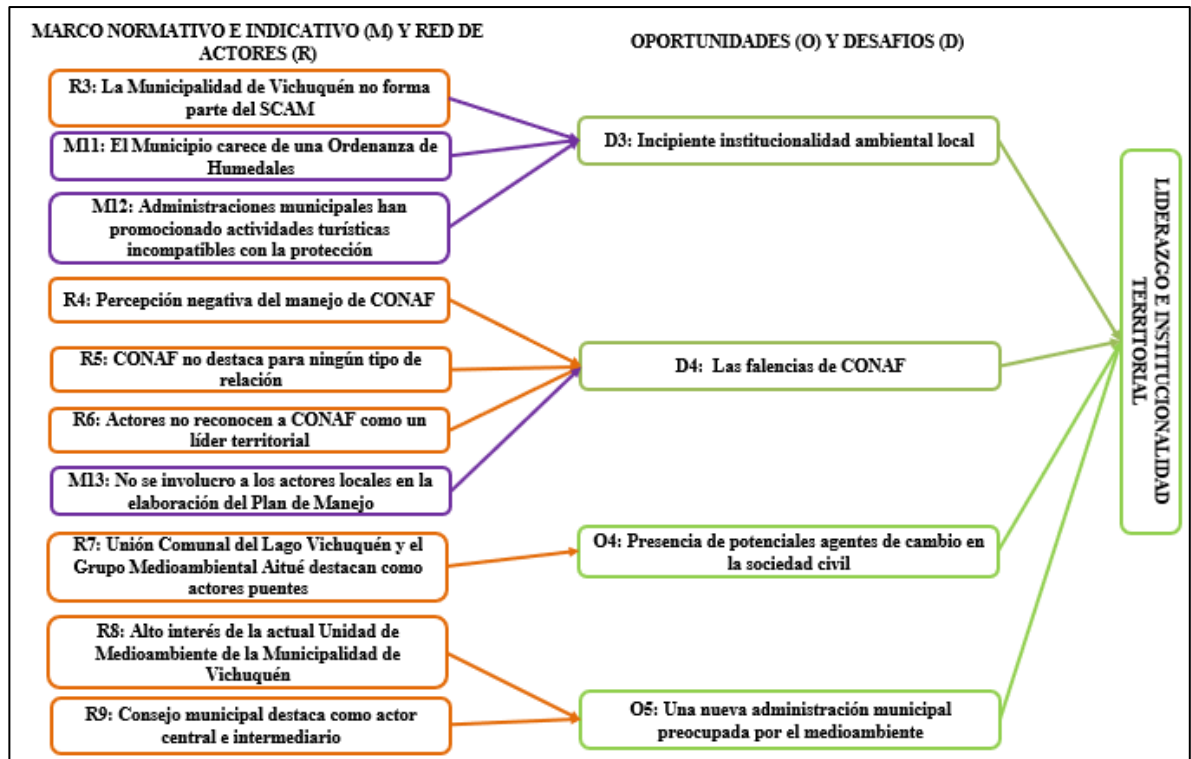 MARCO NORMATIVO E INDICATIVO (M) Y RED DE
ACTORES (R)
OPORTUNIDADES (O) Y DESAFIOS (D)
R3: La Municipalidad de Vichuquén no forma
parte del SCAM
M11: El Municipio carece de una Ordenanza de
Humedales
M12: Administraciones municipales han
promocionado actividades turísticas
incompatibles con la protección
R4: Percepción negativa del manejo de CONAF
R5: CONAF no destaca para ningún tipo de
relación
R6: Actores no reconocen a CONAF como un
líder territorial
M13: No se involucro a los actores locales en la
elaboración del Plan de Manejo
R7: Unión Comunal del Lago Vichuquén y el
Grupo Medioambiental Aitué destacan como
actores puentes
R8: Alto interés de la actual Unidad de
Medioambiente de la Municipalidad de
Vichuquén
R9: Consejo municipal destaca como actor
central e intermediario
D3: Incipiente institucionalidad ambiental local
D4: Las falencias de CONAF
O4: Presencia de potenciales agentes de cambio en
la sociedad civil
O5: Una nueva administración municipal
preocupada por el medioambiente
LIDERAZGO E INSTITUCIONALIDAD
TERRITORIAL